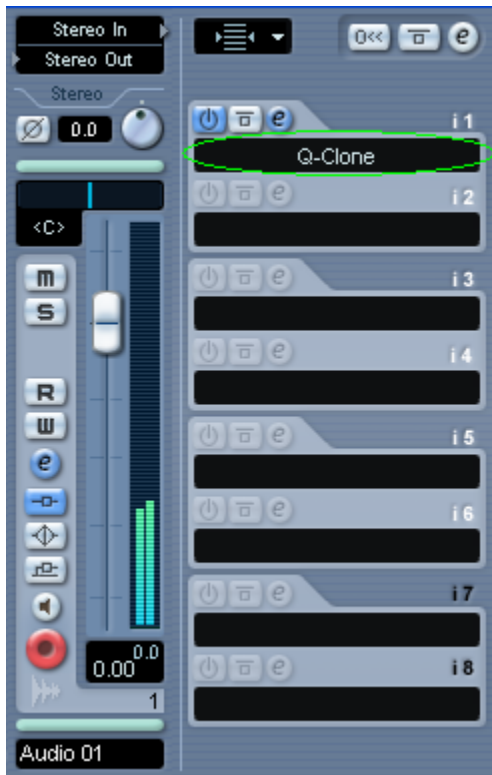 Stereo In
Stereo Out
Stereo
0.0
<C>
m
S
R
W
e
0.00
0.0
1
Audio 01
0<<
e
e
i 1
Q-Clone
e
i 2
e
i 3
e
i 4
e
i 5
e
i 6
e
i 7
e
i 8